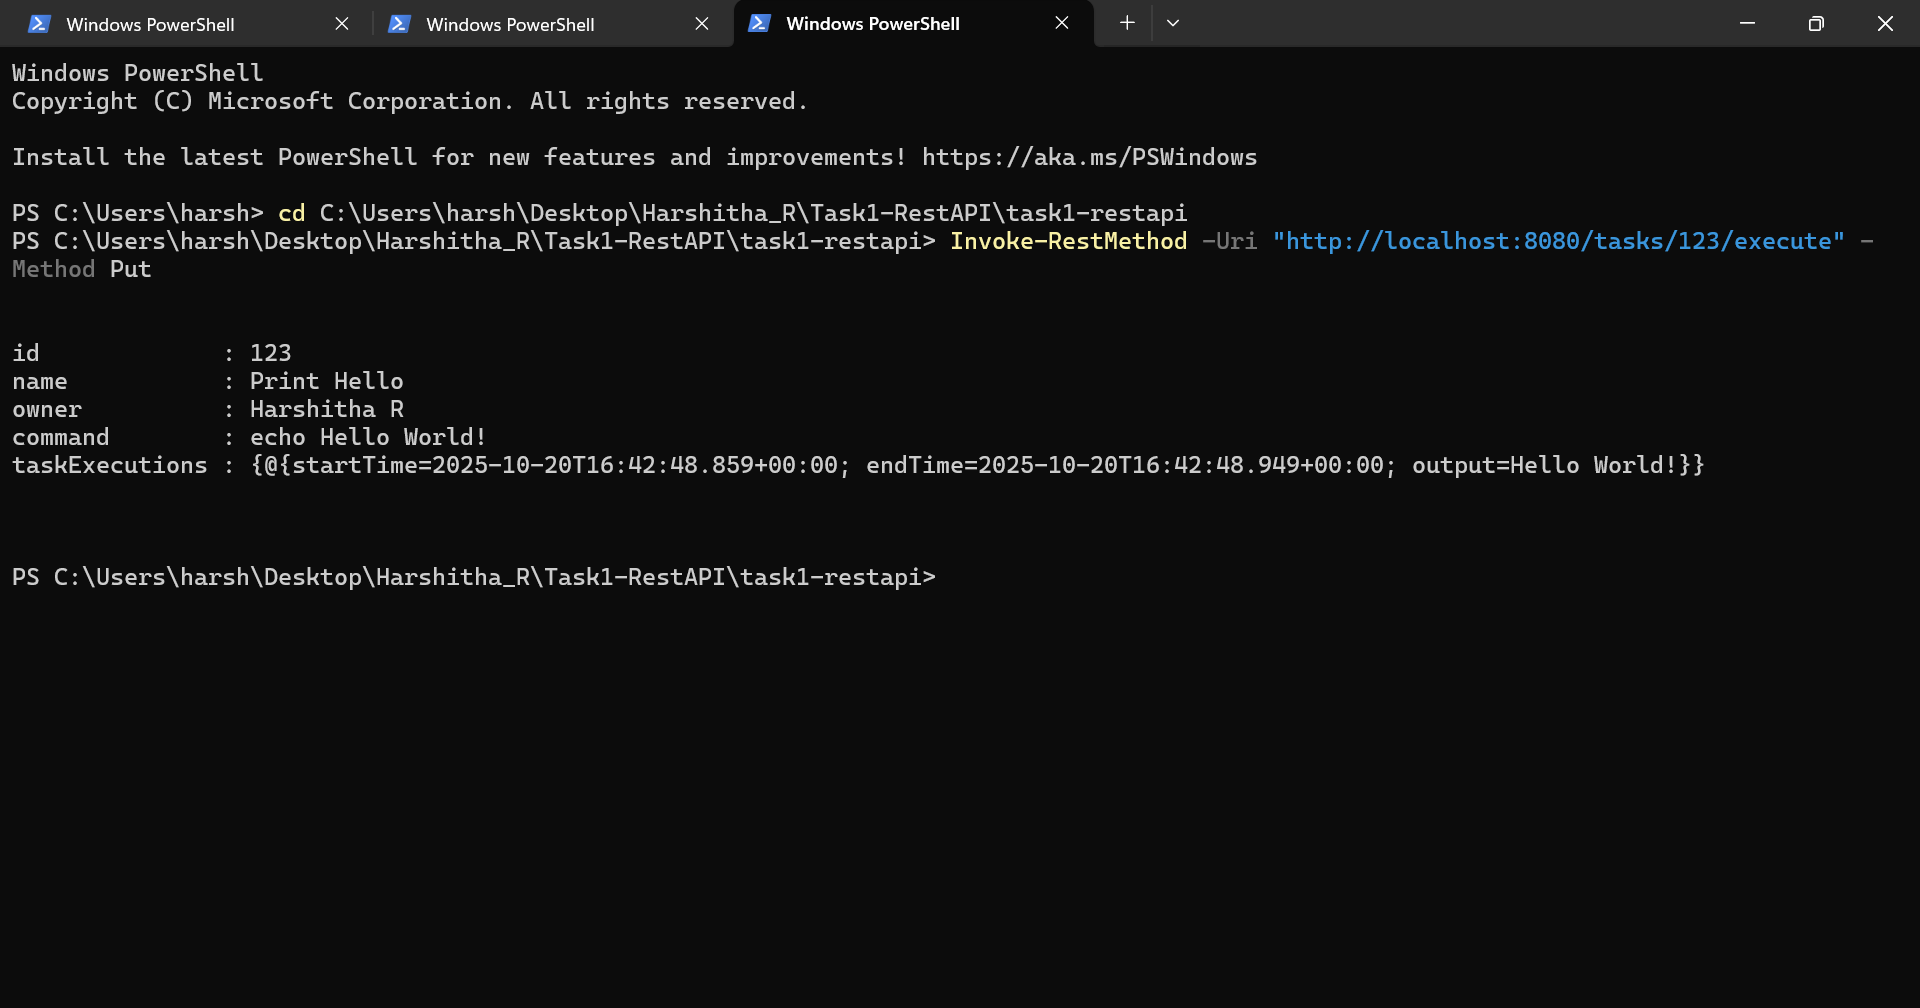 Windows PowerShell
Windows PowerShell
Windows PowerShell
Windows PowerShell
Copyright (C) Microsoft Corporation. All rights reserved.
Install the latest PowerShell for new features and improvements! https://aka.ms/PSWindows
PS C:\Users\harsh> cd C:\Users\harsh\Desktop\Harshitha_R\Task1-RestAPI\task1-restapi
PS C:\Users\harsh\Desktop\Harshitha_R\Task1-RestAPI\task1-restapi> Invoke-RestMethod -Uri "http://localhost:8080/tasks/123/execute" -
Method Put
id              : 123
name            : Print Hello
owner           : Harshitha R
command         : echo Hello World!
taskExecutions : {@{startTime=2025-10-20T16:42:48.859+00:00; endTime=2025-10-20T16:42:48.949+00:00; output=Hello World!}}
PS C:\Users\harsh\Desktop\Harshitha_R\Task1-RestAPI\task1-restapi>